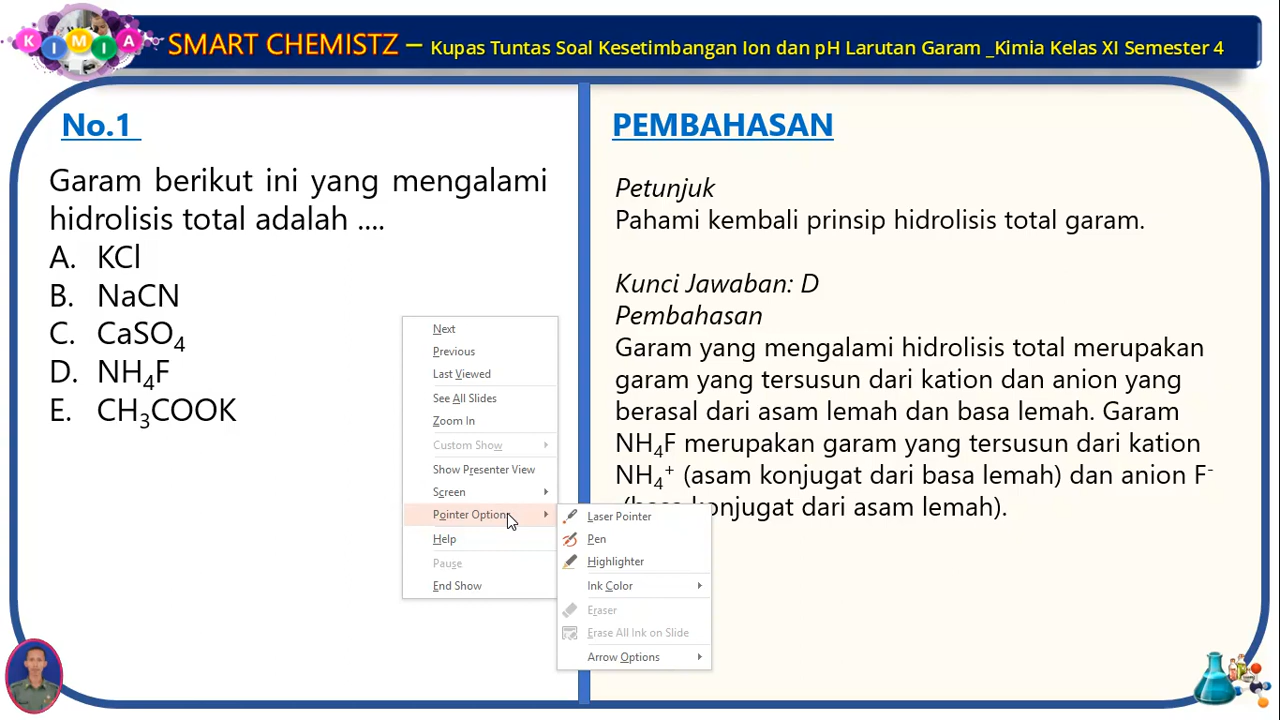 KIMIA
SMART CHEMISTZ – Kupas Tuntas Soal Kesetimbangan Ion dan pH Larutan Garam _Kimia Kelas XI Semester 4
No.1
Garam berikut ini yang mengalami
hidrolisis total adalah ....
A. KCl
B. NaCN
C. CaSO₄
D. NH₄F
E. CH₃COOK
PEMBAHASAN
Petunjuk
Pahami kembali prinsip hidrolisis total garam.
Kunci Jawaban: D
Pembahasan
Garam yang mengalami hidrolisis total merupakan
garam yang tersusun dari kation dan anion yang
berasal dari asam lemah dan basa lemah. Garam
NH₄F merupakan garam yang tersusun dari kation
NH₄⁺ (asam konjugat dari basa lemah) dan anion F⁻
konjugat dari asam lemah).
Next
Previous
Last Viewed
See All Slides
Zoom In
Custom Show
Show Presenter View
Screen
Pointer Options
Help
Pause
End Show
Laser Pointer
Pen
Highlighter
Ink Color
Eraser
Erase All Ink on Slide
Arrow Options